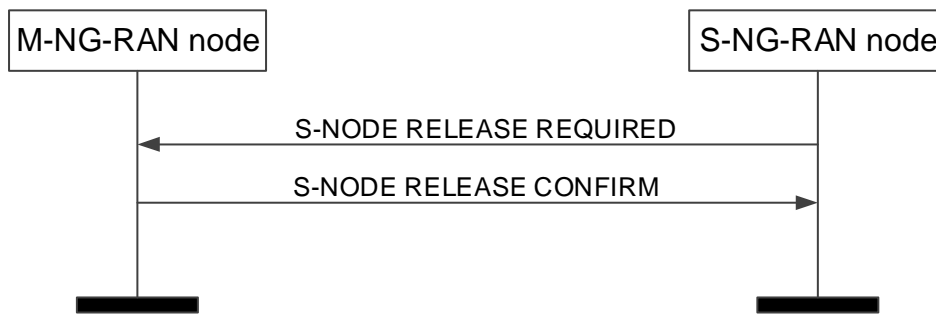 M-NG-RAN node
S-NG-RAN node
S-NODE RELEASE REQUIRED
S-NODE RELEASE CONFIRM